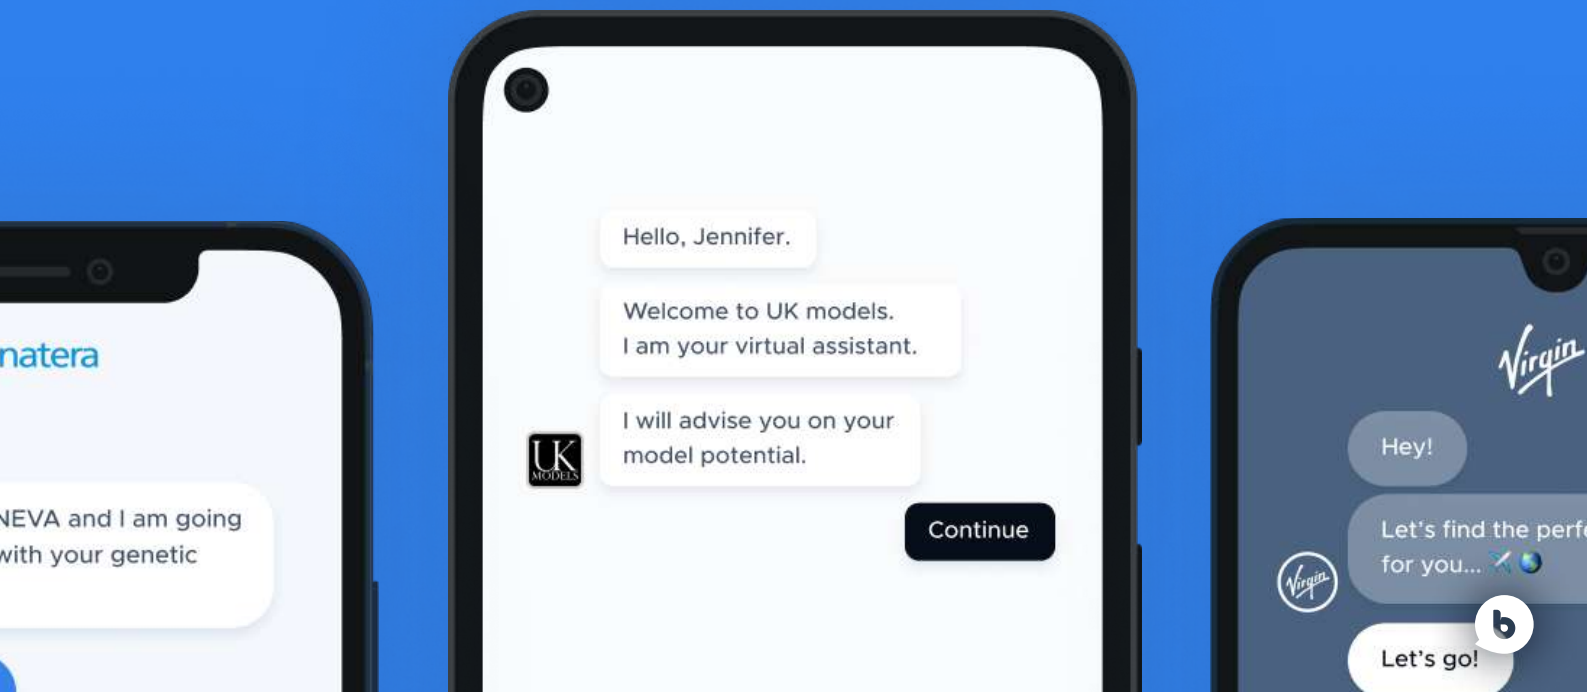 natera
NEVA and I am going
with your genetic
Hello, Jennifer.
Welcome to UK models.
I am your virtual assistant.
I will advise you on your
model potential.
UK
MODELS
Continue
Virgin
Hey!
Let's find the perfe
for you... ✈️🌎
Virgin
Let's go!
b